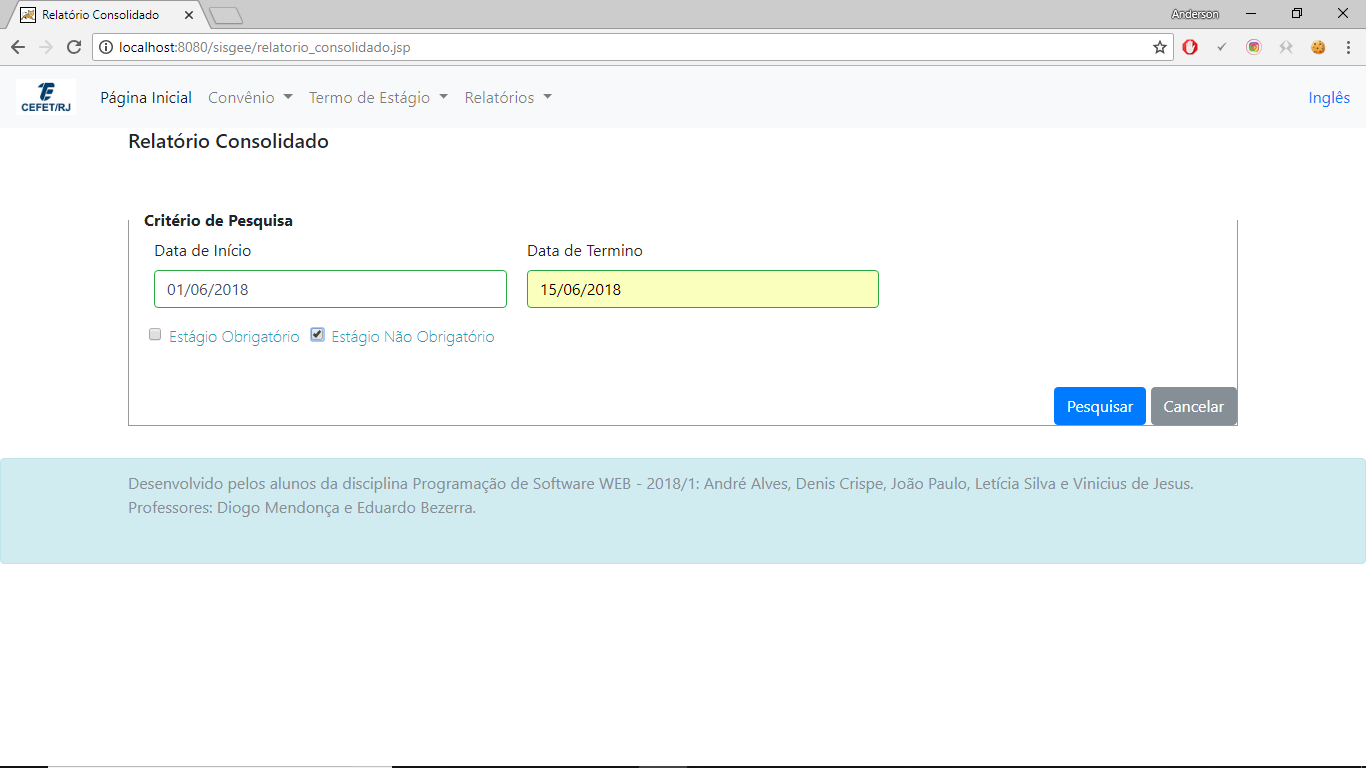 Relatório Consolidado
Anderson
localhost:8080/sisgee/relatorio_consolidado.jsp
CEFET/RJ
Página Inicial Convênio Termo de Estágio Relatórios Inglês
Relatório Consolidado
Critério de Pesquisa
Data de Início Data de Termino
01/06/2018 15/06/2018
Estágio Obrigatório Estágio Não Obrigatório
Pesquisar Cancelar
Desenvolvido pelos alunos da disciplina Programação de Software WEB - 2018/1: André Alves, Denis Crispe, João Paulo, Letícia Silva e Vinicius de Jesus.
Professores: Diogo Mendonça e Eduardo Bezerra.